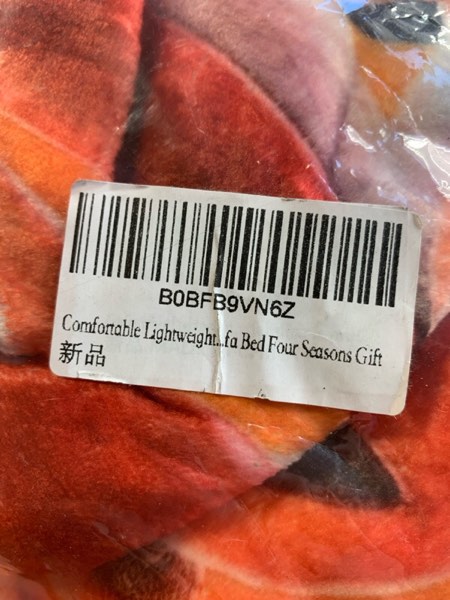 B0BFB9VN6Z
Comfortable Lightweight...fa Bed Four Seasons Gift
新品